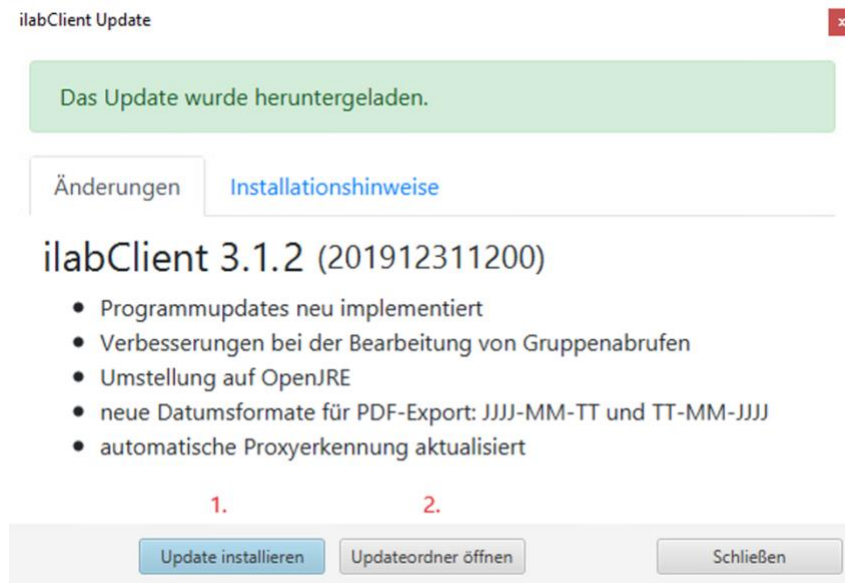 ilabClient Update
x
Das Update wurde heruntergeladen.
Änderungen Installationshinweise
ilabClient 3.1.2 (201912311200)
• Programmupdates neu implementiert
• Verbesserungen bei der Bearbeitung von Gruppenabrufen
• Umstellung auf OpenJRE
• neue Datumsformate für PDF-Export: JJJJ-MM-TT und TT-MM-JJJJ
• automatische Proxyerkennung aktualisiert
1. 2.
Update installieren Updateordner öffnen Schließen